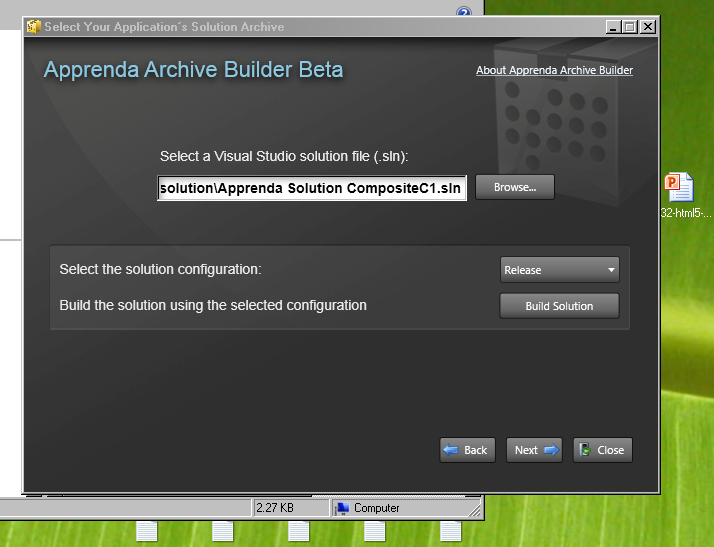 Select Your Application's Solution Archive
Apprenda Archive Builder Beta
About Apprenda Archive Builder
Select a Visual Studio solution file (.sln):
solution\Apprenda Solution CompositeC1.sln
Browse...
32-html5-...
Select the solution configuration:
Release
Build the solution using the selected configuration
Build Solution
Back
Next
Close
2.27 KB
Computer